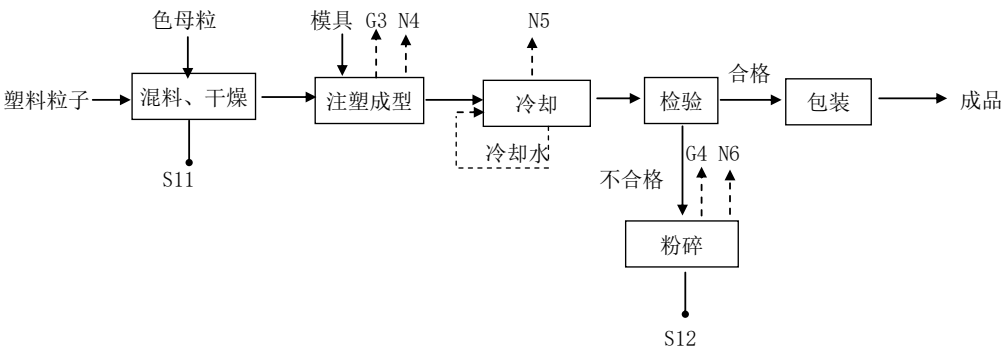 色母粒
模具 G3 N4
N5
塑料粒子
混料、干燥
注塑成型
冷却
检验
合格
包装
成品
冷却水
S11
不合格
G4 N6
粉碎
S12